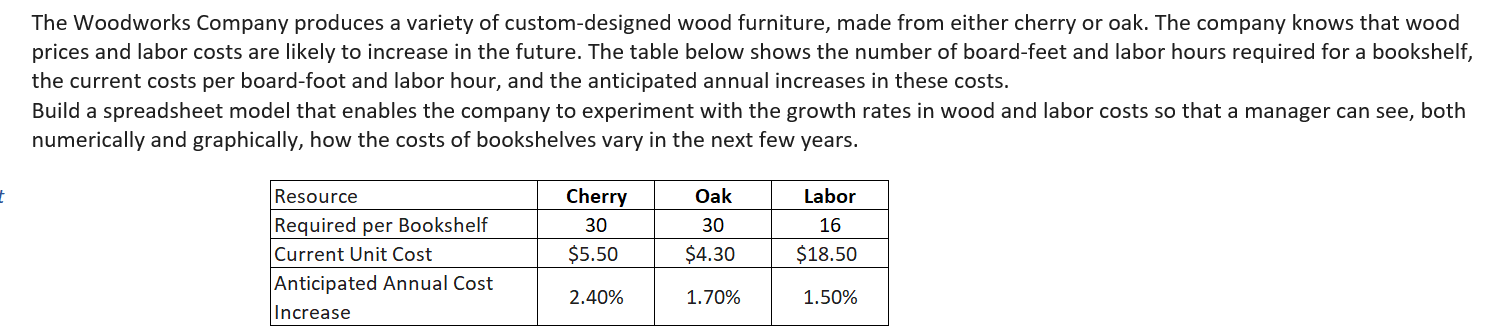 The Woodworks Company produces a variety of custom-designed wood furniture, made from either cherry or oak. The company knows that wood
prices and labor costs are likely to increase in the future. The table below shows the number of board-feet and labor hours required for a bookshelf,
the current costs per board-foot and labor hour, and the anticipated annual increases in these costs.
Build a spreadsheet model that enables the company to experiment with the growth rates in wood and labor costs so that a manager can see, both
numerically and graphically, how the costs of bookshelves vary in the next few years.
t
Resource Cherry Oak Labor
Required per Bookshelf 30 30 16
Current Unit Cost $5.50 $4.30 $18.50
Anticipated Annual Cost
Increase 2.40% 1.70% 1.50%